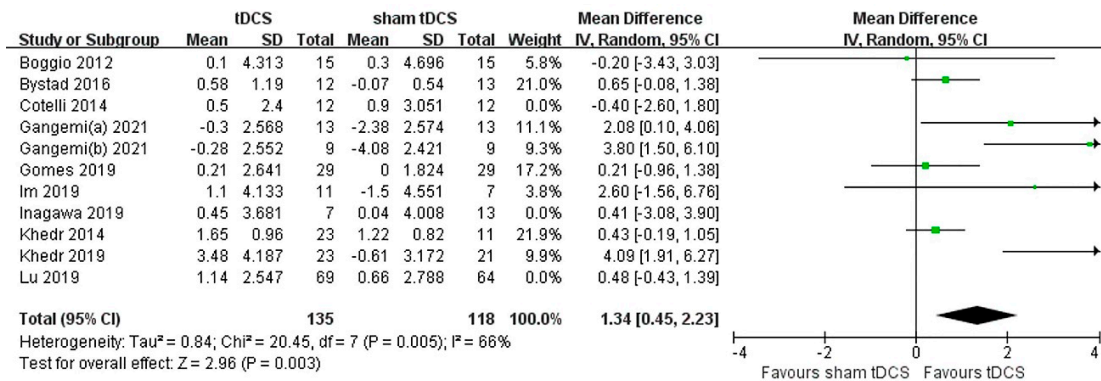 tDCS sham tDCS Mean Difference Mean Difference
Study or Subgroup Mean SD Total Mean SD Total Weight IV, Random, 95% CI IV, Random, 95% CI
Boggio 2012 0.1 4.313 15 0.3 4.696 15 5.8% -0.20 [-3.43, 3.03]
Bystad 2016 0.58 1.19 12 -0.07 0.54 13 21.0% 0.65 [-0.08, 1.38]
Cotelli 2014 0.5 2.4 12 0.9 3.051 12 0.0% -0.40 [-2.60, 1.80]
Gangemi(a) 2021 -0.3 2.568 13 -2.38 2.574 13 11.1% 2.08 [0.10, 4.06]
Gangemi(b) 2021 -0.28 2.552 9 -4.08 2.421 9 9.3% 3.80 [1.50, 6.10]
Gomes 2019 0.21 2.641 29 0 1.824 29 17.2% 0.21 [-0.96, 1.38]
Im 2019 1.1 4.133 11 -1.5 4.551 7 3.8% 2.60 [-1.56, 6.76]
Inagawa 2019 0.45 3.681 7 0.04 4.008 13 0.0% 0.41 [-3.08, 3.90]
Khedr 2014 1.65 0.96 23 1.22 0.82 11 21.9% 0.43 [-0.19, 1.05]
Khedr 2019 3.48 4.187 23 -0.61 3.172 21 9.9% 4.09 [1.91, 6.27]
Lu 2019 1.14 2.547 69 0.66 2.788 64 0.0% 0.48 [-0.43, 1.39]
Total (95% CI) 135 118 100.0% 1.34 [0.45, 2.23]
Heterogeneity: Tau² = 0.84; Chi² = 20.45, df = 7 (P = 0.005); I² = 66%
Test for overall effect: Z = 2.96 (P = 0.003)
-4 -2 0 2 4
Favours sham tDCS Favours tDCS